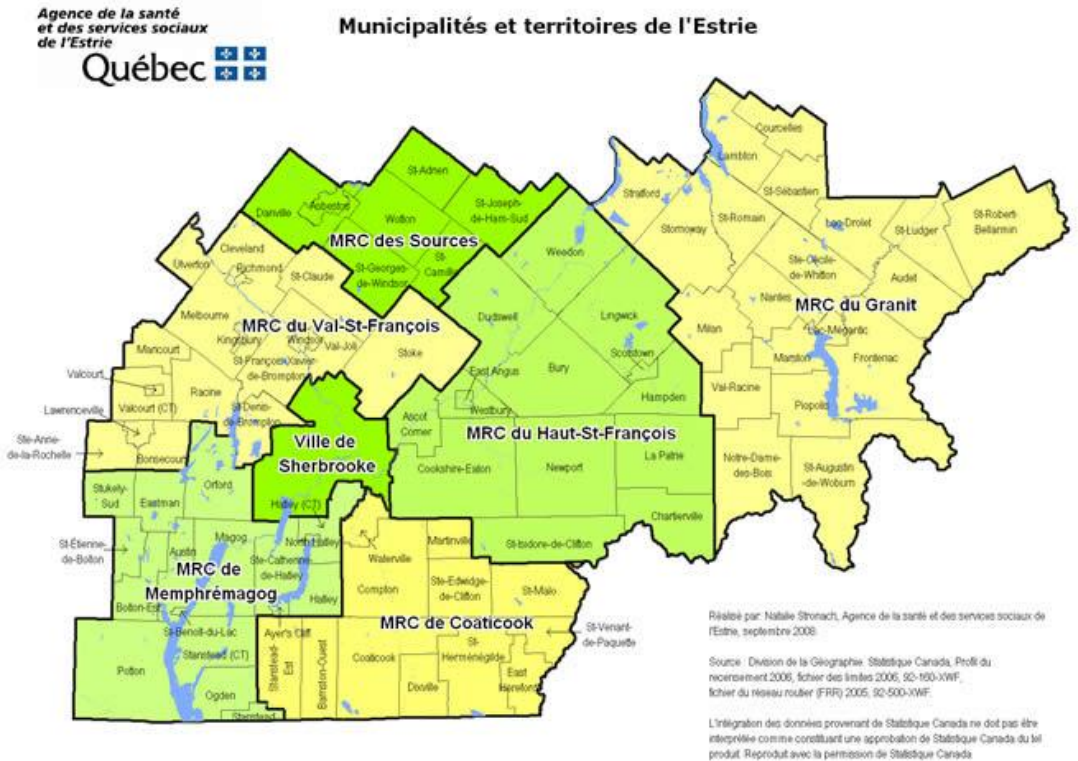 Agence de la santé
et des services sociaux
de l'Estrie
Québec
Municipalités et territoires de l'Estrie
Courcelles
Lambton
St-Adrien
St-Sébastien
Stratford
Asbestos
St-Joseph-
de-Ham-Sud
Danville
Wotton
St-Romain
Lac-Drolet
St-Robert-
Bellarmin
Stornoway
St-Ludger
MRC des Sources
Cleveland
Weedon
Ste-Cécile-
de-Whitton
Ulverton
Richmond
St-Claude
St-Georges-
de-Windsor
St-
Camille
Audet
Nantes
MRC du Granit
Melbourne
Dudswell
Lingwick
MRC du Val-St-François
Milan
Lac-Mégantic
Kingsbury
Windsor
Val-Joli
Maricourt
St-François-Xavier-
de-Brompton
Stoke
Scotstown
Marston
Frontenac
Valcourt
East Angus
Bury
Val-Racine
Racine
Hampden
Valcourt (CT)
Piopolis
Lawrenceville
St-Denis-
de-Brompton
Westbury
Ascot
Corner
MRC du Haut-St-François
Ste-Anne-
de-la-Rochelle
Ville de
Sherbrooke
Bonsecours
La Patrie
Notre-Dame-
des-Bois
Cookshire-Eaton
Newport
St-Augustin
-de-Woburn
Stukely-
Sud
Eastman
Orford
Hatley (CT)
Chartierville
St-Étienne-
de-Bolton
Austin
Magog
North Hatley
Martinville
St-Isidore-de-Clifton
Waterville
Ste-Catherine-
de-Hatley
MRC de
Memphrémagog
Compton
Ste-Edwidge-
de-Clifton
St-Malo
Hatley
Bolton-Est
St-Benoît-du-Lac
Ayer's Cliff
MRC de Coaticook
St-Venant-
de-Paquette
Stanstead (CT)
Stanstead-
Est
Barnston-Ouest
Coaticook
St-
Herménégilde
Potton
East
Hereford
Dixville
Ogden
Stanstead
Réalisé par: Natalie Stronach, Agence de la santé et des services sociaux de
l'Estrie, septembre 2008.
Source : Division de la Géographie. Statistique Canada, Profil du
recensement 2006, fichier des limites 2006, 92-160-XWF,
fichier du réseau routier (FRR) 2005, 92-500-XWF.
L'intégration des données provenant de Statistique Canada ne doit pas être
interprétée comme constituant une approbation de Statistique Canada du tel
produit. Reproduit avec la permission de Statistique Canada